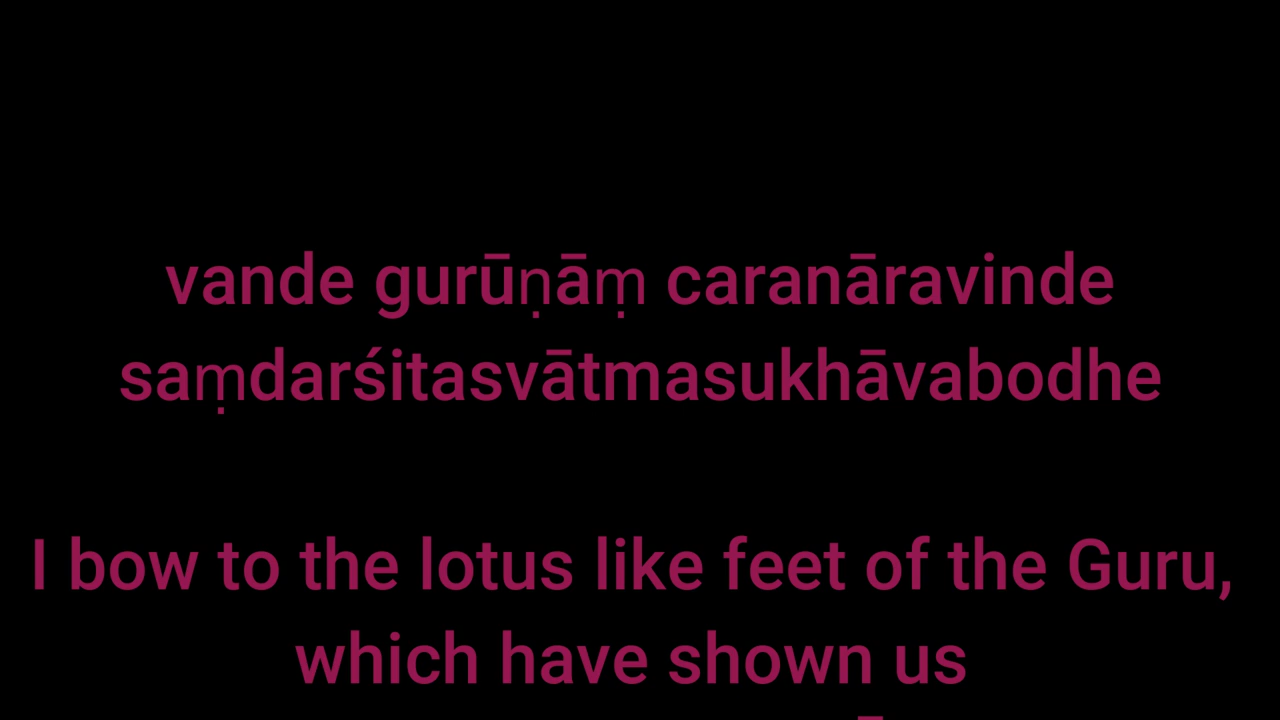 vande gurūṇāṃ caranāravinde
saṃdarśitasvātmasukhāvabodhe
I bow to the lotus like feet of the Guru,
which have shown us